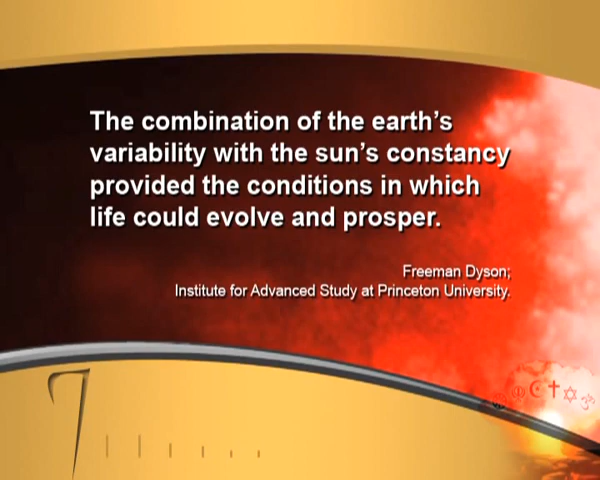 The combination of the earth's
variability with the sun's constancy
provided the conditions in which
life could evolve and prosper.
Freeman Dyson;
Institute for Advanced Study at Princeton University.